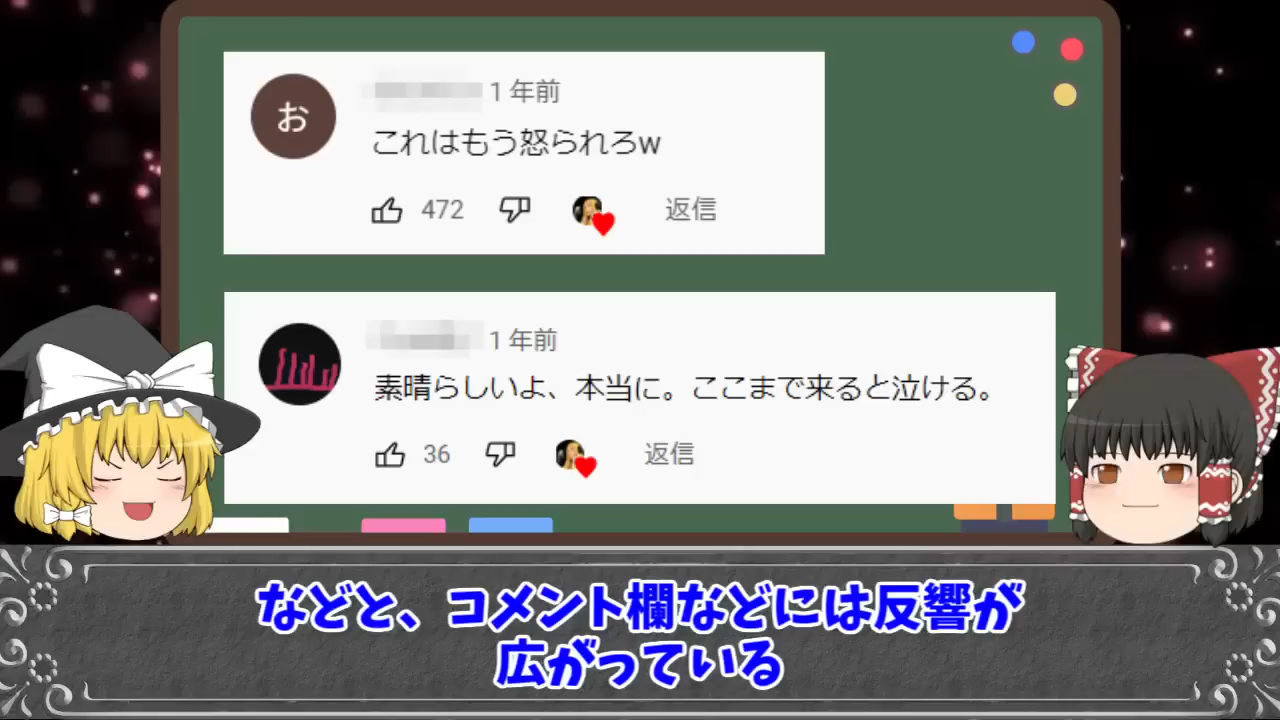 お
1 年前
これはもう怒られろw
472
返信
1 年前
素晴らしいよ、本当に。ここまで来ると泣ける。
36
返信
などと、コメント欄などには反響が
広がっている